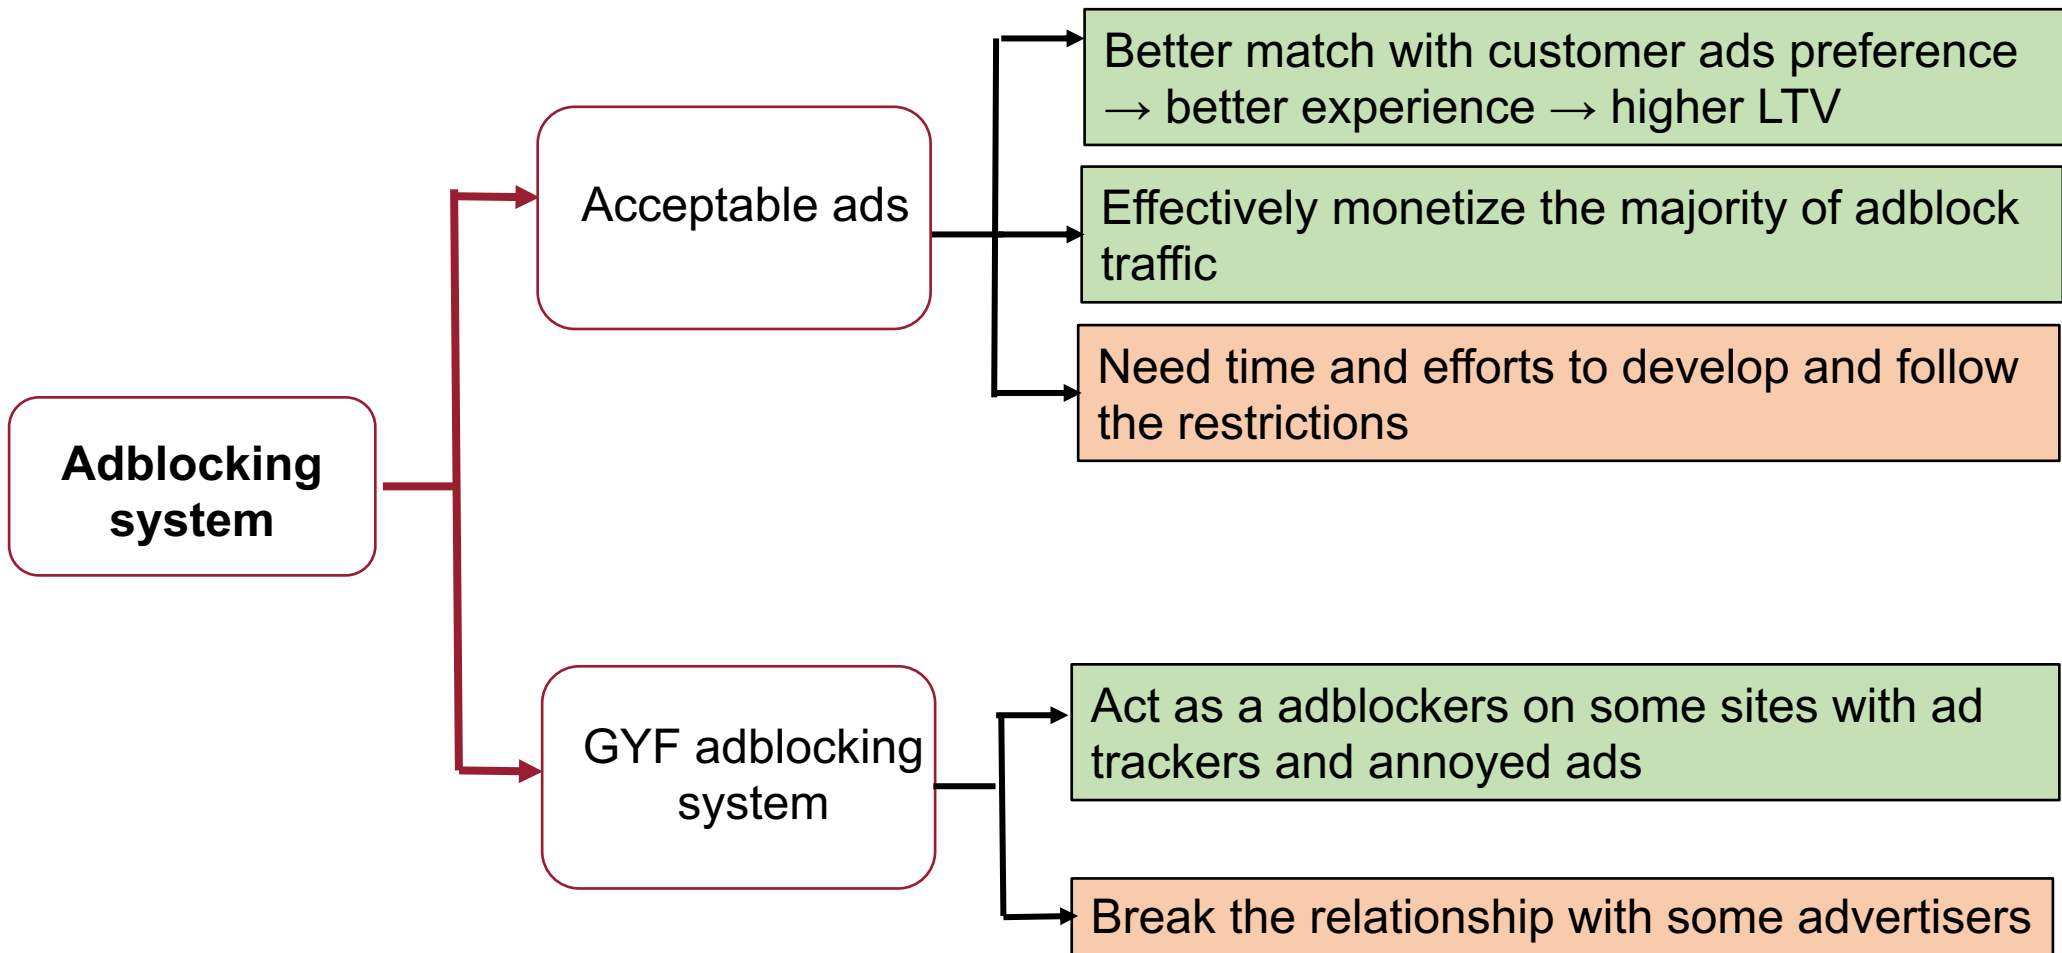 Better match with customer ads preference
→ better experience → higher LTV
Acceptable ads
Effectively monetize the majority of adblock
traffic
Need time and efforts to develop and follow
the restrictions
Adblocking
system
GYF adblocking
system
Act as a adblockers on some sites with ad
trackers and annoyed ads
Break the relationship with some advertisers